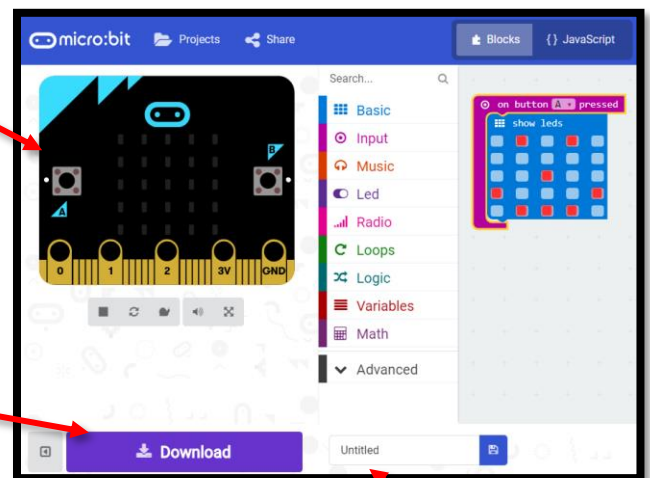 micro:bit Projects Share Blocks {} JavaScript
Search...
Basic
Input
Music
Led
Radio
Loops
Logic
Variables
Math
Advanced
on button A pressed
show leds
B
A
0 1 2 3V GND
Download
Untitled